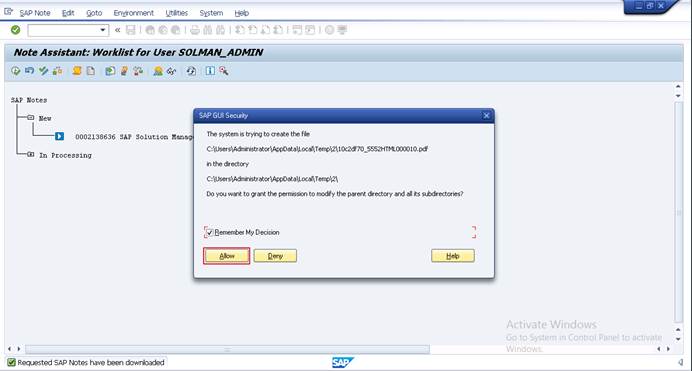 SAP Note Edit Goto Environment Utilities System Help
Note Assistant: Worklist for User SOLMAN_ADMIN
SAP Notes
New
0002138636 SAP Solution Manage
In Processing
SAP GUI Security
The system is trying to create the file
C:\Users\Administrator\AppData\Local\Temp\2\10c2df70_5552HTML000010.pdf
in the directory
C:\Users\Administrator\AppData\Local\Temp\2\
Do you want to grant the permission to modify the parent directory and all its subdirectories?
Remember My Decision
Allow Deny Help
Activate Windows
Go to System in Control Panel to activate
Windows.
Requested SAP Notes have been downloaded
SAP